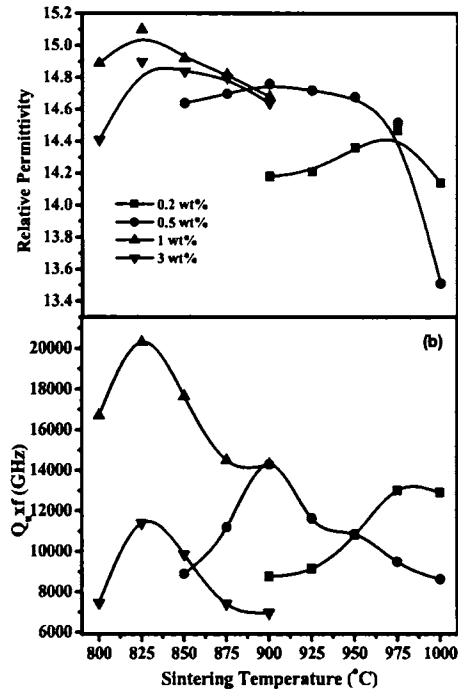 15.2
15.0
14.8
14.6
14.4
14.2
14.0
13.8
13.6
13.4
Relative Permittivity
0.2 wt%
0.5 wt%
1 wt%
3 wt%
(b)
20000
18000
16000
14000
12000
10000
8000
6000
Quxf (GHz)
800 825 850 875 900 925 950 975 1000
Sintering Temperature (°C)